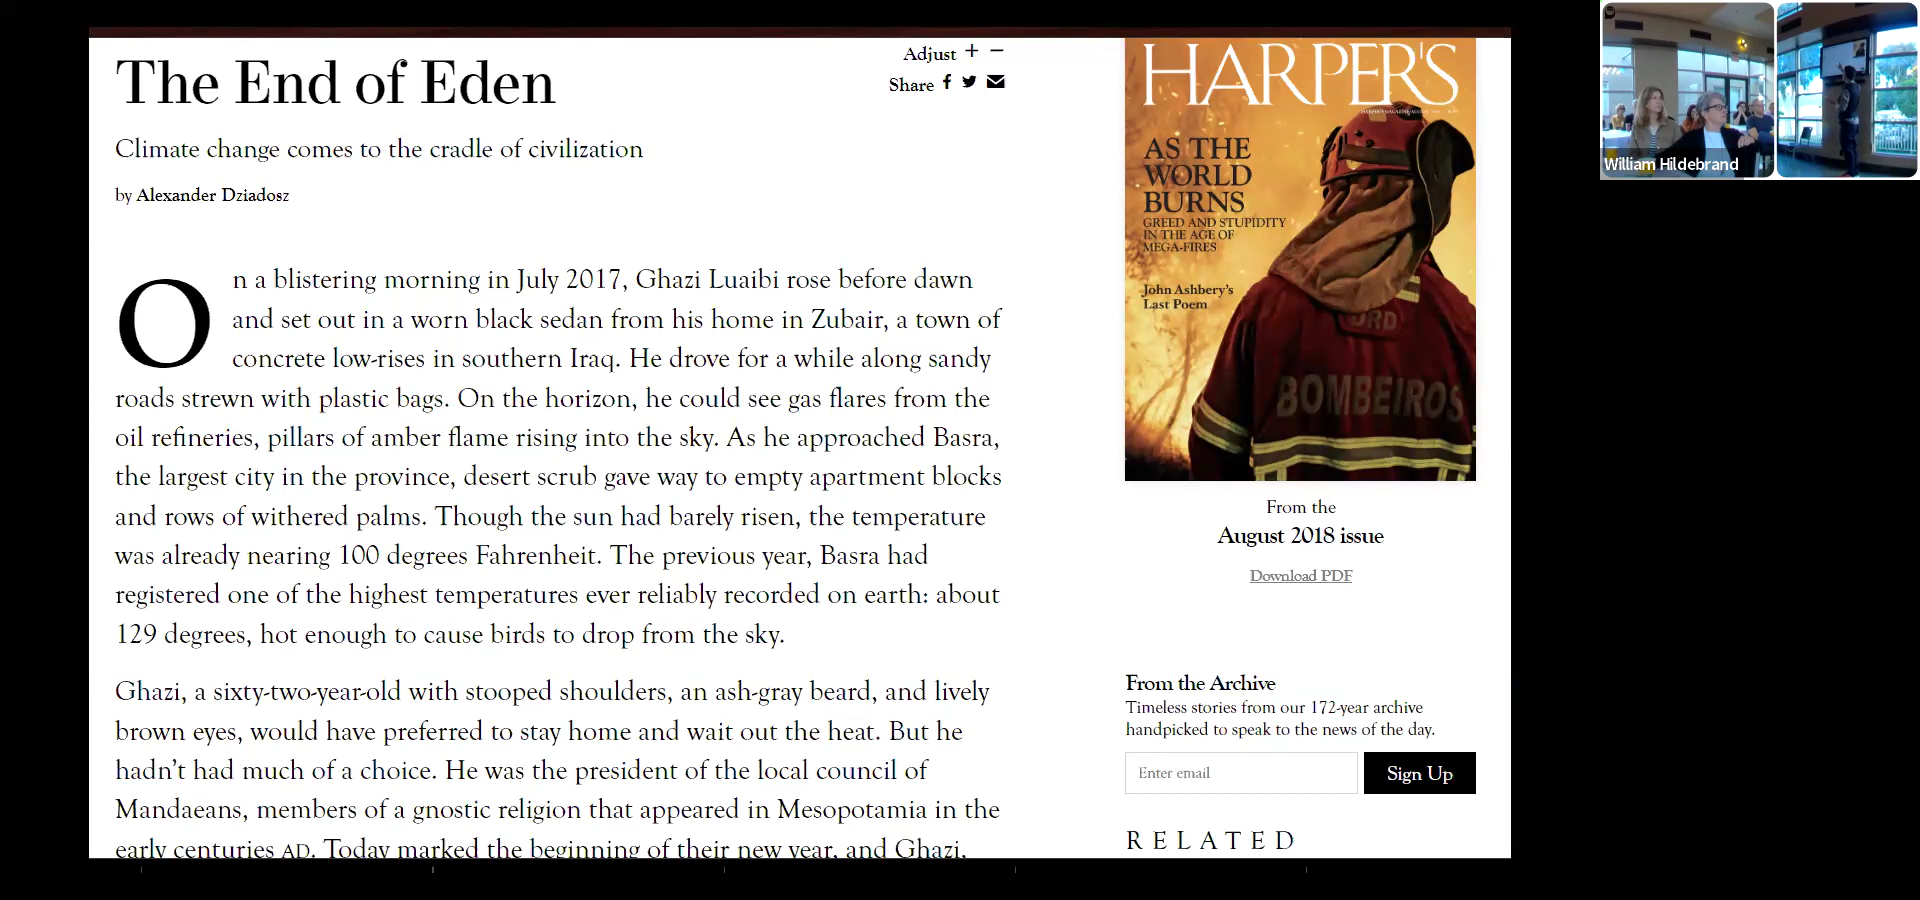 The End of Eden
Adjust + −
Share
Climate change comes to the cradle of civilization
by Alexander Dziadosz
On a blistering morning in July 2017, Ghazi Luaibi rose before dawn
and set out in a worn black sedan from his home in Zubair, a town of
concrete low-rises in southern Iraq. He drove for a while along sandy
roads strewn with plastic bags. On the horizon, he could see gas flares from the
oil refineries, pillars of amber flame rising into the sky. As he approached Basra,
the largest city in the province, desert scrub gave way to empty apartment blocks
and rows of withered palms. Though the sun had barely risen, the temperature
was already nearing 100 degrees Fahrenheit. The previous year, Basra had
registered one of the highest temperatures ever reliably recorded on earth: about
129 degrees, hot enough to cause birds to drop from the sky.
Ghazi, a sixty-two-year-old with stooped shoulders, an ash-gray beard, and lively
brown eyes, would have preferred to stay home and wait out the heat. But he
hadn’t had much of a choice. He was the president of the local council of
Mandaeans, members of a gnostic religion that appeared in Mesopotamia in the
early centuries AD. Today marked the beginning of their new year, and Ghazi,
HARPER'S
AS THE
WORLD
BURNS
GREED AND STUPIDITY
IN THE AGE OF
MEGA-FIRES
John Ashbery's
Last Poem
BOMBEIROS
From the
August 2018 issue
Download PDF
From the Archive
Timeless stories from our 172-year archive
handpicked to speak to the news of the day.
Enter email
Sign Up
RELATED
William Hildebrand